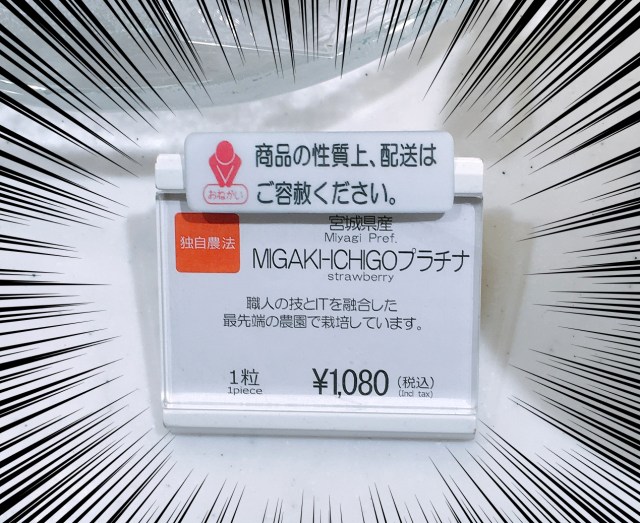 商品の性質上、配送は
おねがい
ご容赦ください。
独自農法
宮城県産
Miyagi Pref.
MIGAKI-ICHIGOプラチナ
strawberry
職人の技とITを融合した
最先端の農園で栽培しています。
1粒
1piece
¥1,080(税込)
(Incl tax)